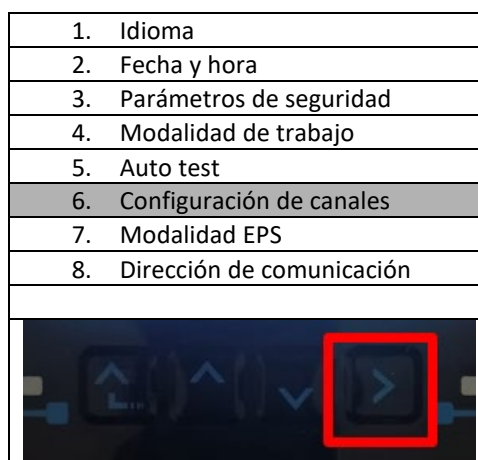 1. Idioma
2. Fecha y hora
3. Parámetros de seguridad
4. Modalidad de trabajo
5. Auto test
6. Configuración de canales
7. Modalidad EPS
8. Dirección de comunicación